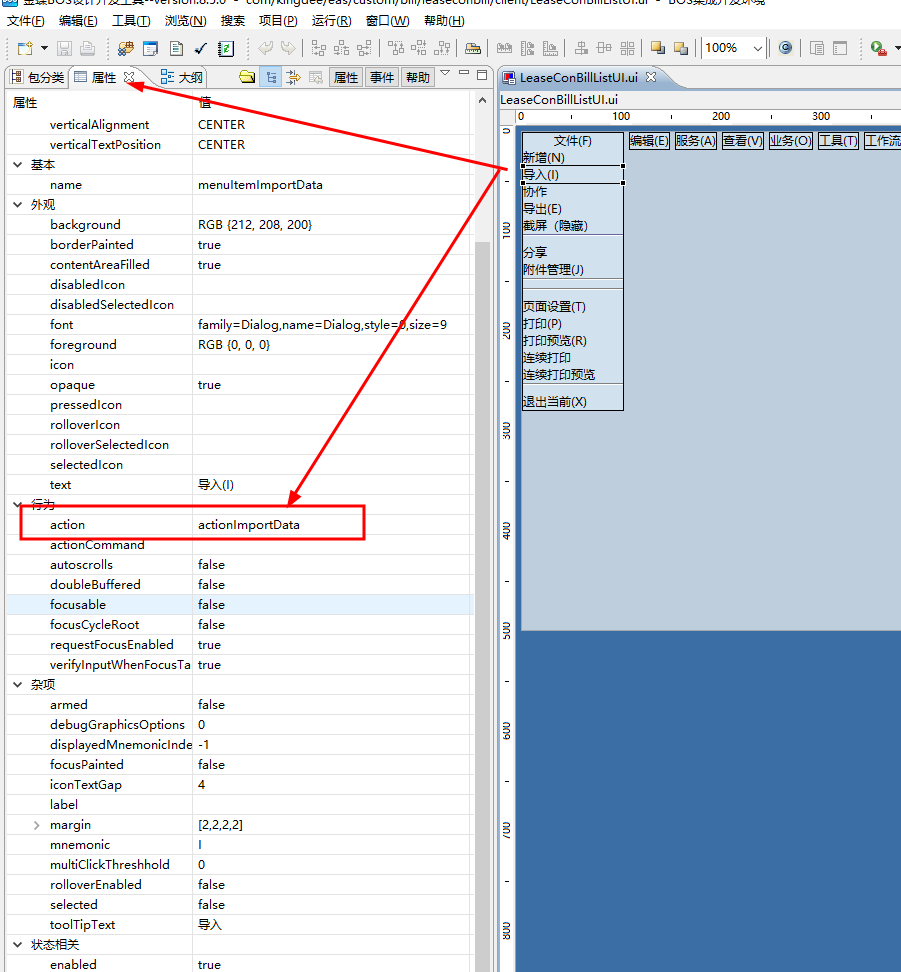 金蝶BOS设计开发工具--version:8.5.0 - com/kingdee/eas/custom/bill/leaseconbill/client/LeaseConBillListUI.ui - BOS集成开发环境
文件(F) 编辑(E) 工具(T) 浏览(N) 搜索 项目(P) 运行(R) 窗口(W) 帮助(H)
100%
包分类 属性 大纲 属性 事件 帮助
LeaseConBillListUI.ui
LeaseConBillListUI.ui
0 100 200 300
属性 值
verticalAlignment CENTER
verticalTextPosition CENTER
基本
name menuItemImportData
外观
background RGB {212, 208, 200}
borderPainted true
contentAreaFilled true
disabledIcon
disabledSelectedIcon
font family=Dialog,name=Dialog,style=0,size=9
foreground RGB {0, 0, 0}
icon
opaque true
pressedIcon
rolloverIcon
rolloverSelectedIcon
selectedIcon
text 导入(I)
行为
action actionImportData
actionCommand
autoscrolls false
doubleBuffered false
focusable false
focusCycleRoot false
requestFocusEnabled true
verifyInputWhenFocusTa true
杂项
armed false
debugGraphicsOptions 0
displayedMnemonicInde -1
focusPainted false
iconTextGap 4
label
margin [2,2,2,2]
mnemonic I
multiClickThreshhold 0
rolloverEnabled false
selected false
toolTipText 导入
状态相关
enabled true
文件(F) 编辑(E) 服务(A) 查看(V) 业务(O) 工具(T) 工作流
新增(N)
导入(I)
协作
导出(E)
截屏（隐藏）
分享
附件管理(J)
页面设置(T)
打印(P)
打印预览(R)
连续打印
连续打印预览
退出当前(X)
0
100
200
300
400
500
600
700
800